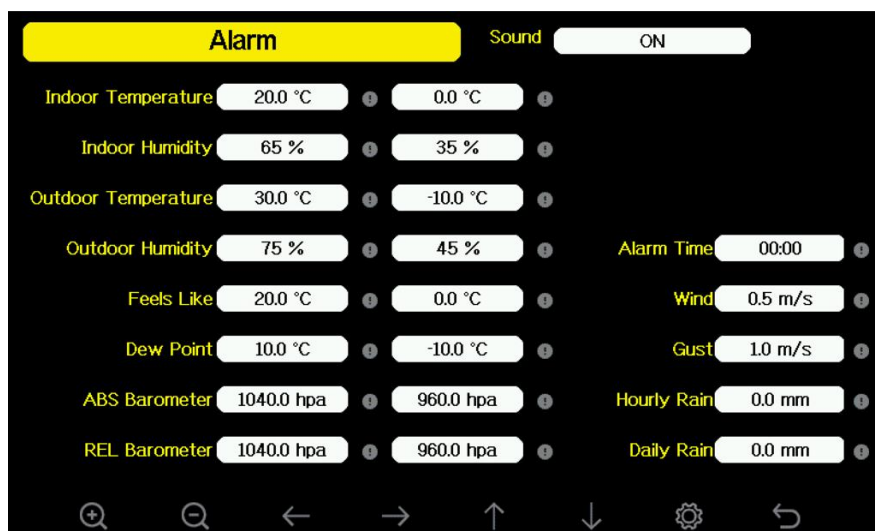 Alarm Sound ON
Indoor Temperature 20.0 °C 0.0 °C
Indoor Humidity 65 % 35 %
Outdoor Temperature 30.0 °C -10.0 °C
Outdoor Humidity 75 % 45 % Alarm Time 00:00
Feels Like 20.0 °C 0.0 °C Wind 0.5 m/s
Dew Point 10.0 °C -10.0 °C Gust 1.0 m/s
ABS Barometer 1040.0 hpa 960.0 hpa Hourly Rain 0.0 mm
REL Barometer 1040.0 hpa 960.0 hpa Daily Rain 0.0 mm